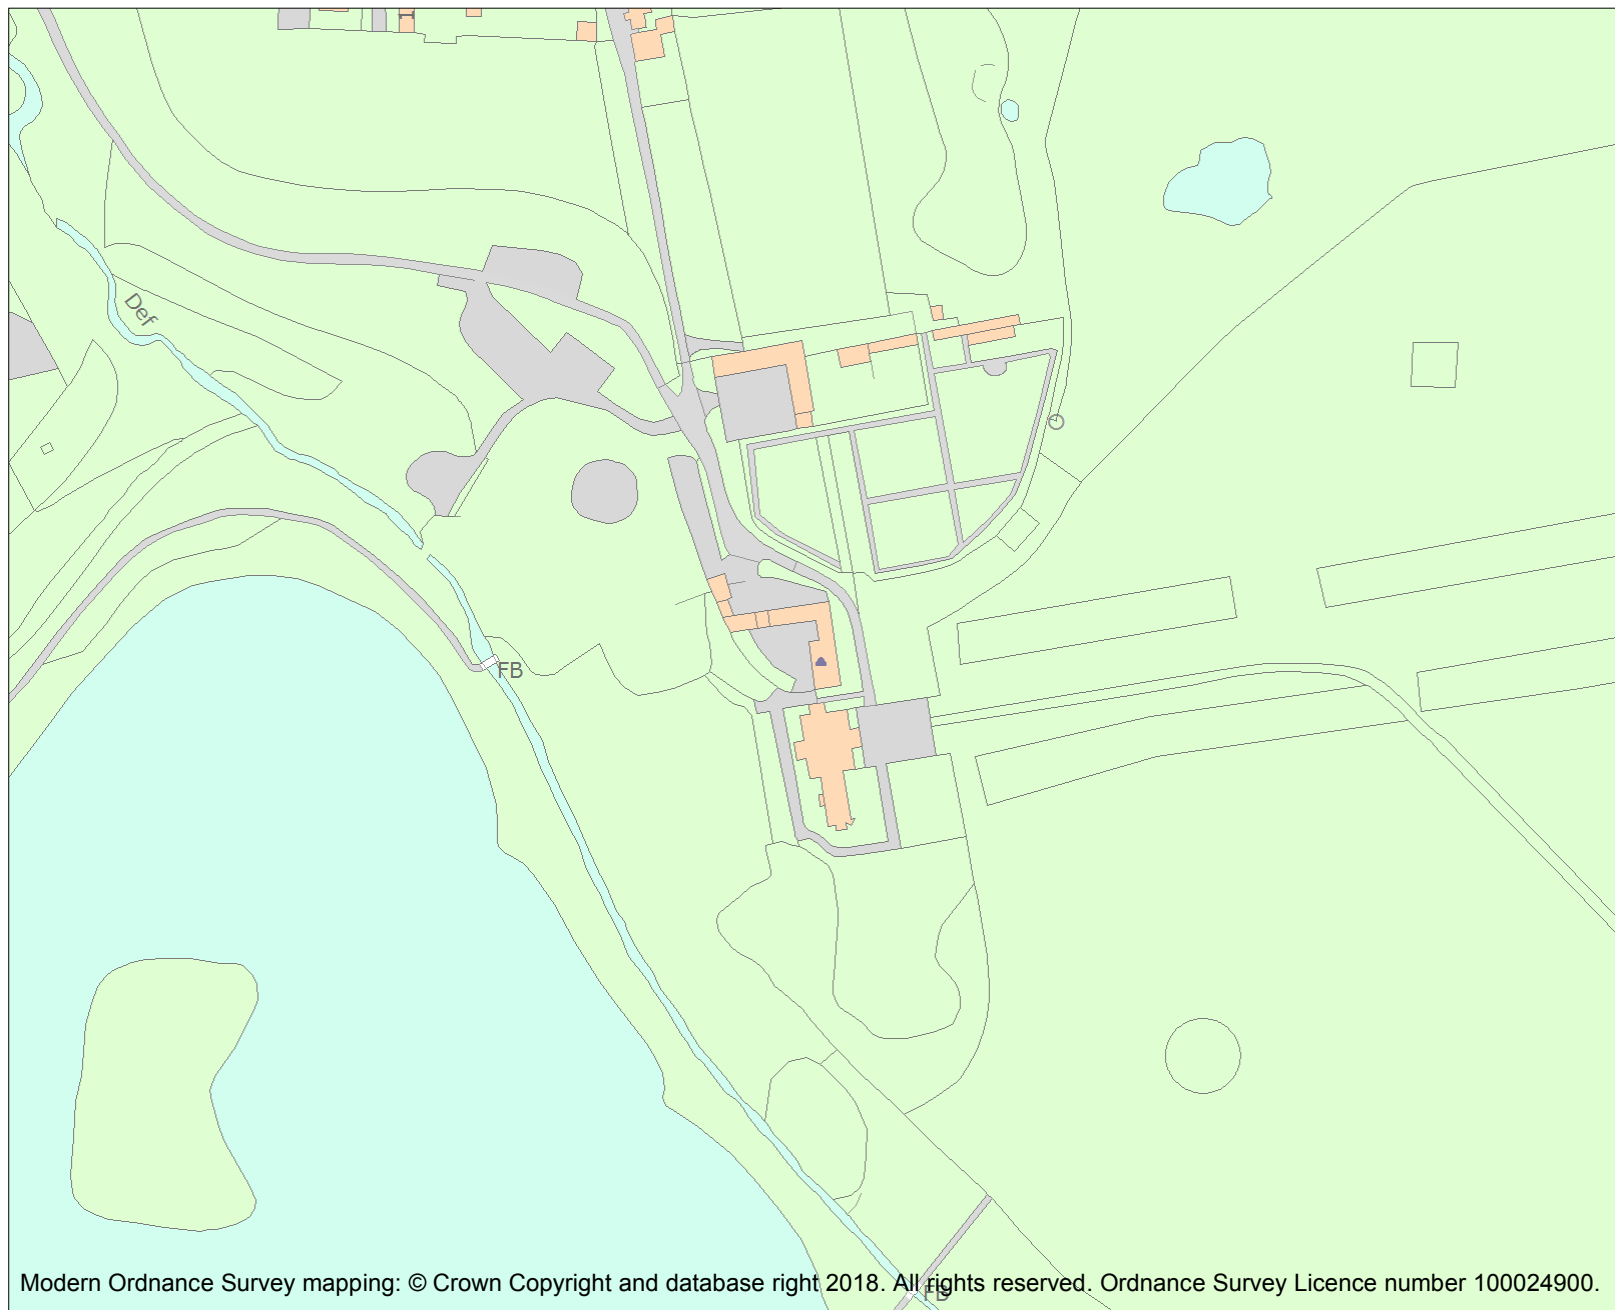 Def
FB
Modern Ordnance Survey mapping: © Crown Copyright and database right 2018. All rights reserved. Ordnance Survey Licence number 100024900.
FB